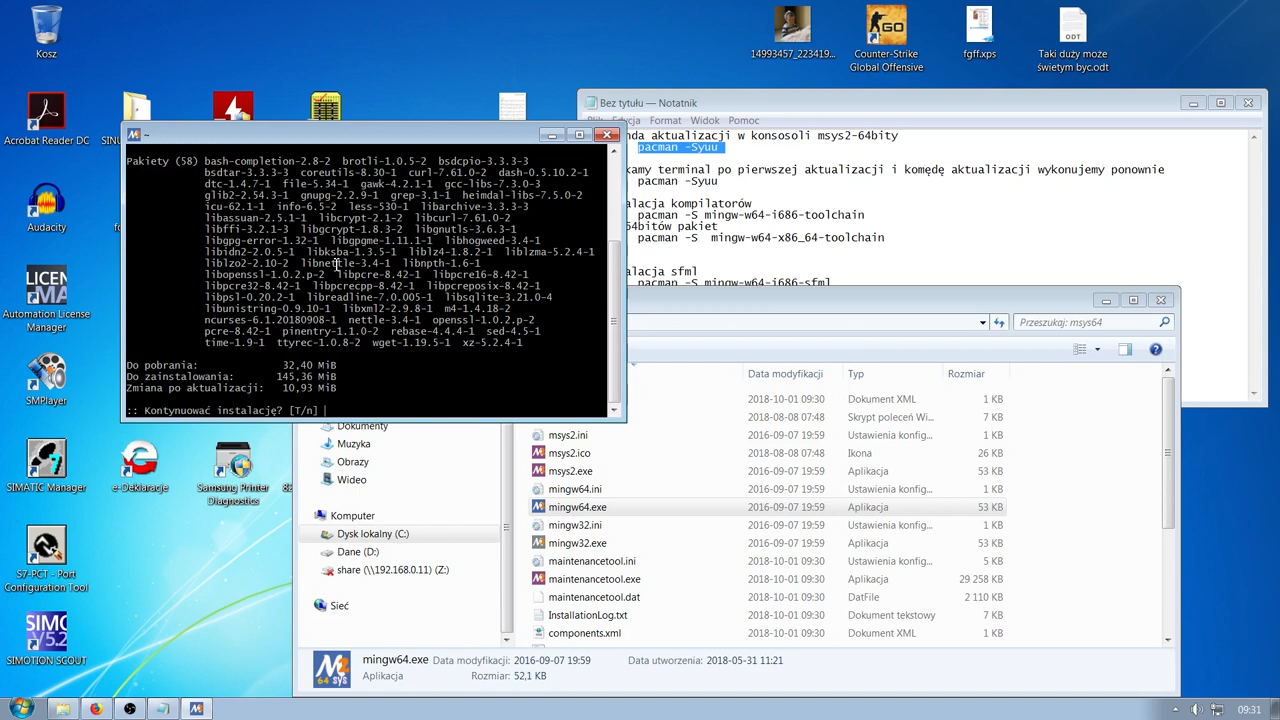 Kosz
14993457_223419...
Counter-Strike
Global Offensive
fgff.xps
Taki duży może
świetym byc.odt
Acrobat Reader DC
Audacity
Automation License
Manager
SMPlayer
SIMATIC Manager
e-Deklaracje
Samsung Printer
Diagnostics
S7-PCT - Port
Configuration Tool
SIMOTION SCOUT
~
Pakiety (58) bash-completion-2.8-2 brotli-1.0.5-2 bsdcpio-3.3.3-3
bsdtar-3.3.3-3 coreutils-8.30-1 curl-7.61.0-2 dash-0.5.10.2-1
dtc-1.4.7-1 file-5.34-1 gawk-4.2.1-1 gcc-libs-7.3.0-3
glib2-2.54.3-1 gnupg-2.2.9-1 grep-3.1-1 heimdal-libs-7.5.0-2
icu-62.1-1 info-6.5-2 less-530-1 libarchive-3.3.3-3
libassuan-2.5.1-1 libcrypt-2.1-2 libcurl-7.61.0-2
libffi-3.2.1-3 libgcrypt-1.8.3-2 libgnutls-3.6.3-1
libgpg-error-1.32-1 libgpgme-1.11.1-1 libhogweed-3.4-1
libidn2-2.0.5-1 libksba-1.3.5-1 liblz4-1.8.2-1 liblzma-5.2.4-1
liblzo2-2.10-2 libnettle-3.4-1 libnpth-1.6-1
libopenssl-1.0.2.p-2 libpcre-8.42-1 libpcre16-8.42-1
libpcre32-8.42-1 libpcrecpp-8.42-1 libpcreposix-8.42-1
libpsl-0.20.2-1 libreadline-7.0.005-1 libsqlite-3.21.0-4
libunistring-0.9.10-1 libxml2-2.9.8-1 m4-1.4.18-2
ncurses-6.1.20180908-1 nettle-3.4-1 openssl-1.0.2.p-2
pcre-8.42-1 pinentry-1.1.0-2 rebase-4.4.4-1 sed-4.5-1
time-1.9-1 ttyrec-1.0.8-2 wget-1.19.5-1 xz-5.2.4-1
Do pobrania: 32,40 MiB
Do zainstalowania: 145,36 MiB
Zmiana po aktualizacji: 10,93 MiB
:: Kontynuować instalację? [T/n]
Bez tytułu — Notatnik
Plik Edycja Format Widok Pomoc
nda aktualizacji w konsosoli msys2-64bity
pacman -Syuu
kamy terminal po pierwszej aktualizacji i komędę aktualizacji wykonujemy ponownie
pacman -Syuu
alacja kompilatorów
pacman -S mingw-w64-i686-toolchain
64bitów pakiet
pacman -S mingw-w64-x86_64-toolchain
alacja sfml
pacman -S mingw-w64-i686-sfml
Przeszukaj: msys64
Data modyfikacji Typ Rozmiar
2018-10-01 09:30 Dokument XML 1 KB
2018-08-08 07:48 Skrypt poleceń Wi... 6 KB
msys2.ini 2016-09-07 19:59 Ustawienia konfig... 1 KB
msys2.ico 2018-08-08 07:48 Ikona 26 KB
msys2.exe 2016-09-07 19:59 Aplikacja 53 KB
mingw64.ini 2016-09-07 19:59 Ustawienia konfig... 1 KB
mingw64.exe 2016-09-07 19:59 Aplikacja 53 KB
mingw32.ini 2016-09-07 19:59 Ustawienia konfig... 1 KB
mingw32.exe 2016-09-07 19:59 Aplikacja 53 KB
maintenancetool.ini 2018-10-01 09:30 Ustawienia konfig... 5 KB
maintenancetool.exe 2018-10-01 09:30 Aplikacja 29 258 KB
maintenancetool.dat 2018-10-01 09:30 DatFile 2 110 KB
InstallationLog.txt 2018-10-01 09:30 Dokument tekstowy 7 KB
components.xml 2018-10-01 09:30 Dokument XML 1 KB
Dokumenty
Muzyka
Obrazy
Wideo
Komputer
Dysk lokalny (C:)
Dane (D:)
share (\\192.168.0.11) (Z:)
Sieć
mingw64.exe Data modyfikacji: 2016-09-07 19:59 Data utworzenia: 2018-05-31 11:21
Aplikacja Rozmiar: 52,1 KB
09:31